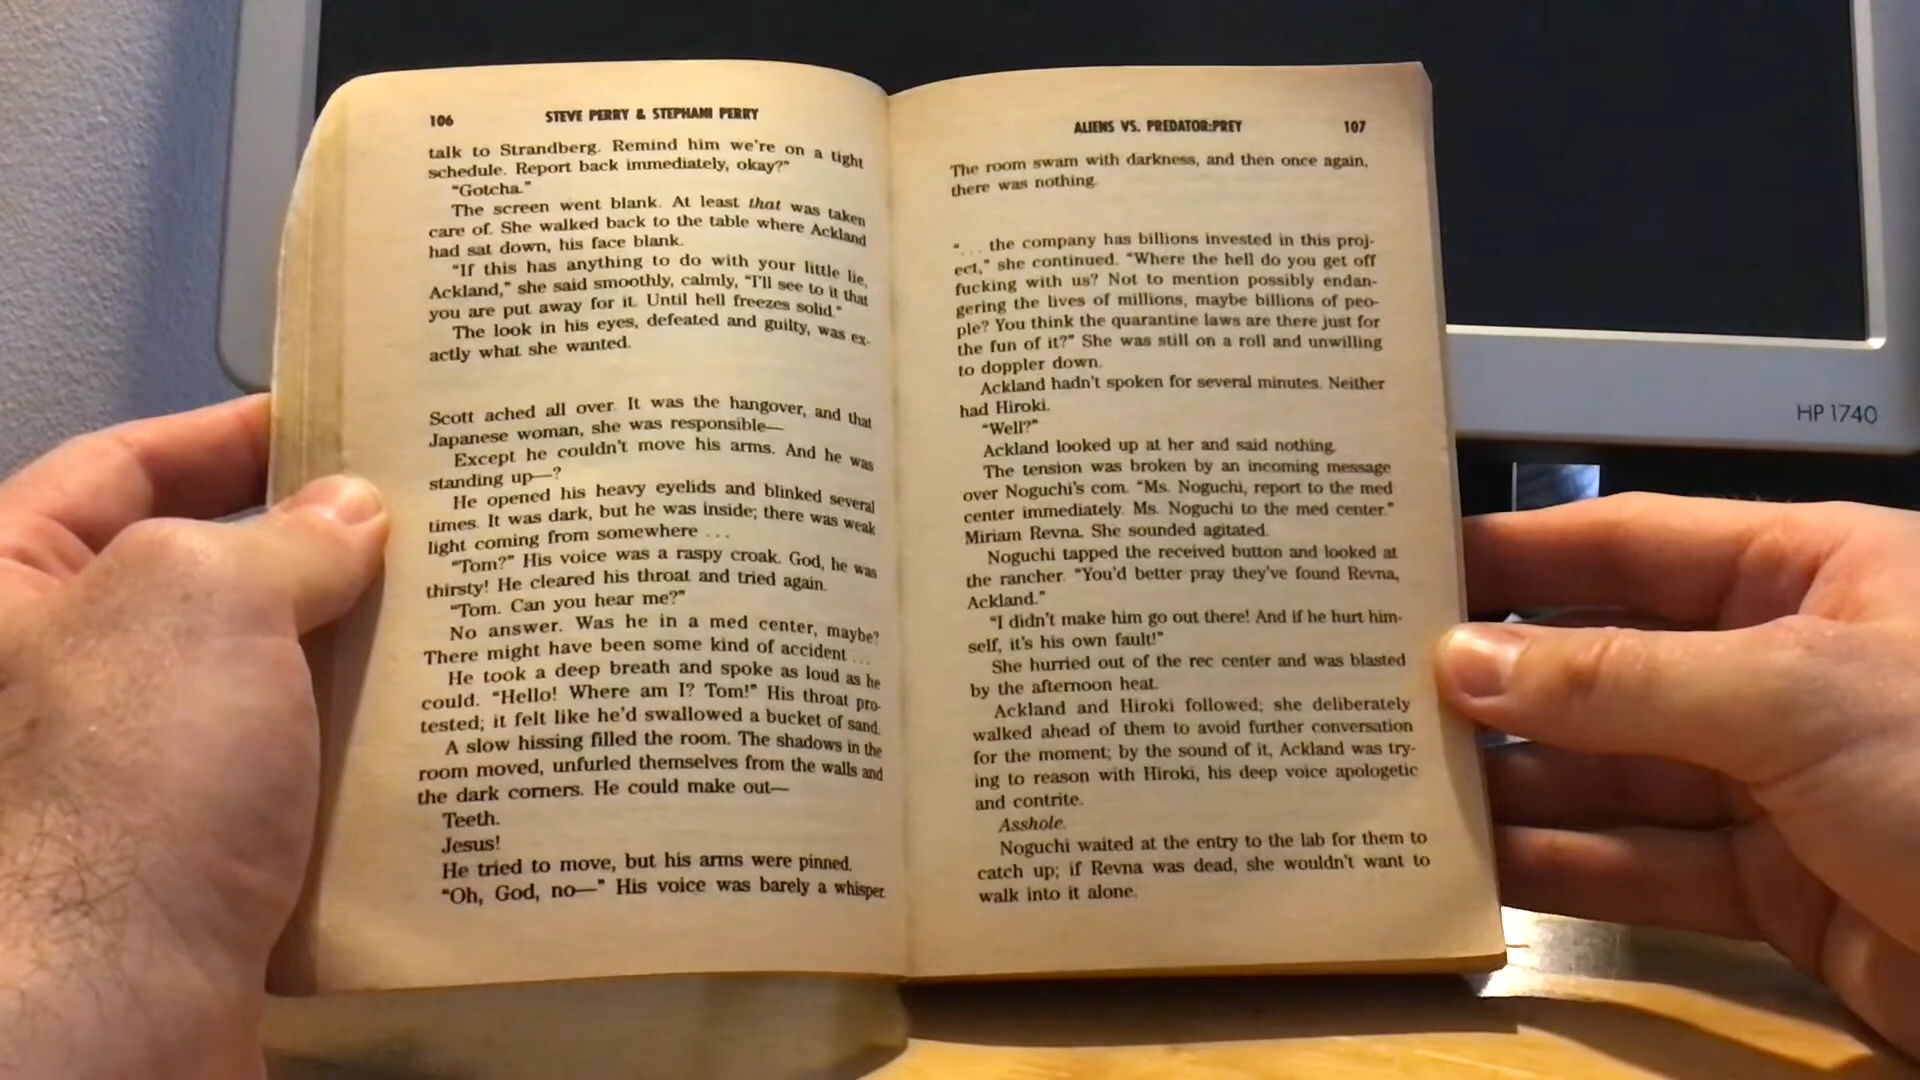 106
STEVE PERRY & STEPHANI PERRY
talk to Strandberg. Remind him we're on a tight
schedule. Report back immediately, okay?"
"Gotcha."
The screen went blank. At least that was taken
care of. She walked back to the table where Ackland
had sat down, his face blank.
"If this has anything to do with your little lie,
Ackland," she said smoothly, calmly, "I'll see to it that
you are put away for it. Until hell freezes solid."
The look in his eyes, defeated and guilty, was ex-
actly what she wanted.
Scott ached all over. It was the hangover, and that
Japanese woman, she was responsible—
Except he couldn't move his arms. And he was
standing up—?
He opened his heavy eyelids and blinked several
times. It was dark, but he was inside; there was weak
light coming from somewhere ...
"Tom?" His voice was a raspy croak. God, he was
thirsty! He cleared his throat and tried again.
"Tom. Can you hear me?"
No answer. Was he in a med center, maybe?
There might have been some kind of accident ...
He took a deep breath and spoke as loud as he
could. "Hello! Where am I? Tom!" His throat pro-
tested; it felt like he'd swallowed a bucket of sand.
A slow hissing filled the room. The shadows in the
room moved, unfurled themselves from the walls and
the dark corners. He could make out—
Teeth.
Jesus!
He tried to move, but his arms were pinned.
"Oh, God, no—" His voice was barely a whisper.
ALIENS VS. PREDATOR:PREY
107
The room swam with darkness, and then once again,
there was nothing.
"... the company has billions invested in this proj-
ect," she continued. "Where the hell do you get off
fucking with us? Not to mention possibly endan-
gering the lives of millions, maybe billions of peo-
ple? You think the quarantine laws are there just for
the fun of it?" She was still on a roll and unwilling
to doppler down.
Ackland hadn't spoken for several minutes. Neither
had Hiroki.
"Well?"
Ackland looked up at her and said nothing.
The tension was broken by an incoming message
over Noguchi's com. "Ms. Noguchi, report to the med
center immediately. Ms. Noguchi to the med center."
Miriam Revna. She sounded agitated.
Noguchi tapped the received button and looked at
the rancher. "You'd better pray they've found Revna,
Ackland."
"I didn't make him go out there! And if he hurt him-
self, it's his own fault!"
She hurried out of the rec center and was blasted
by the afternoon heat.
Ackland and Hiroki followed; she deliberately
walked ahead of them to avoid further conversation
for the moment; by the sound of it, Ackland was try-
ing to reason with Hiroki, his deep voice apologetic
and contrite.
Asshole.
Noguchi waited at the entry to the lab for them to
catch up; if Revna was dead, she wouldn't want to
walk into it alone.
HP 1740